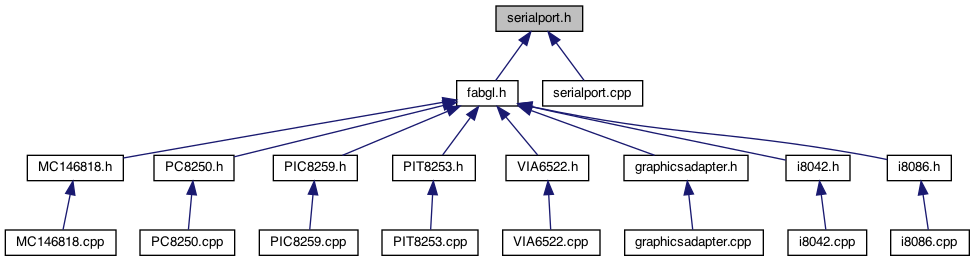 serialport.h
fabgl.h
serialport.cpp
MC146818.h
PC8250.h
PIC8259.h
PIT8253.h
VIA6522.h
graphicsadapter.h
i8042.h
i8086.h
MC146818.cpp
PC8250.cpp
PIC8259.cpp
PIT8253.cpp
VIA6522.cpp
graphicsadapter.cpp
i8042.cpp
i8086.cpp